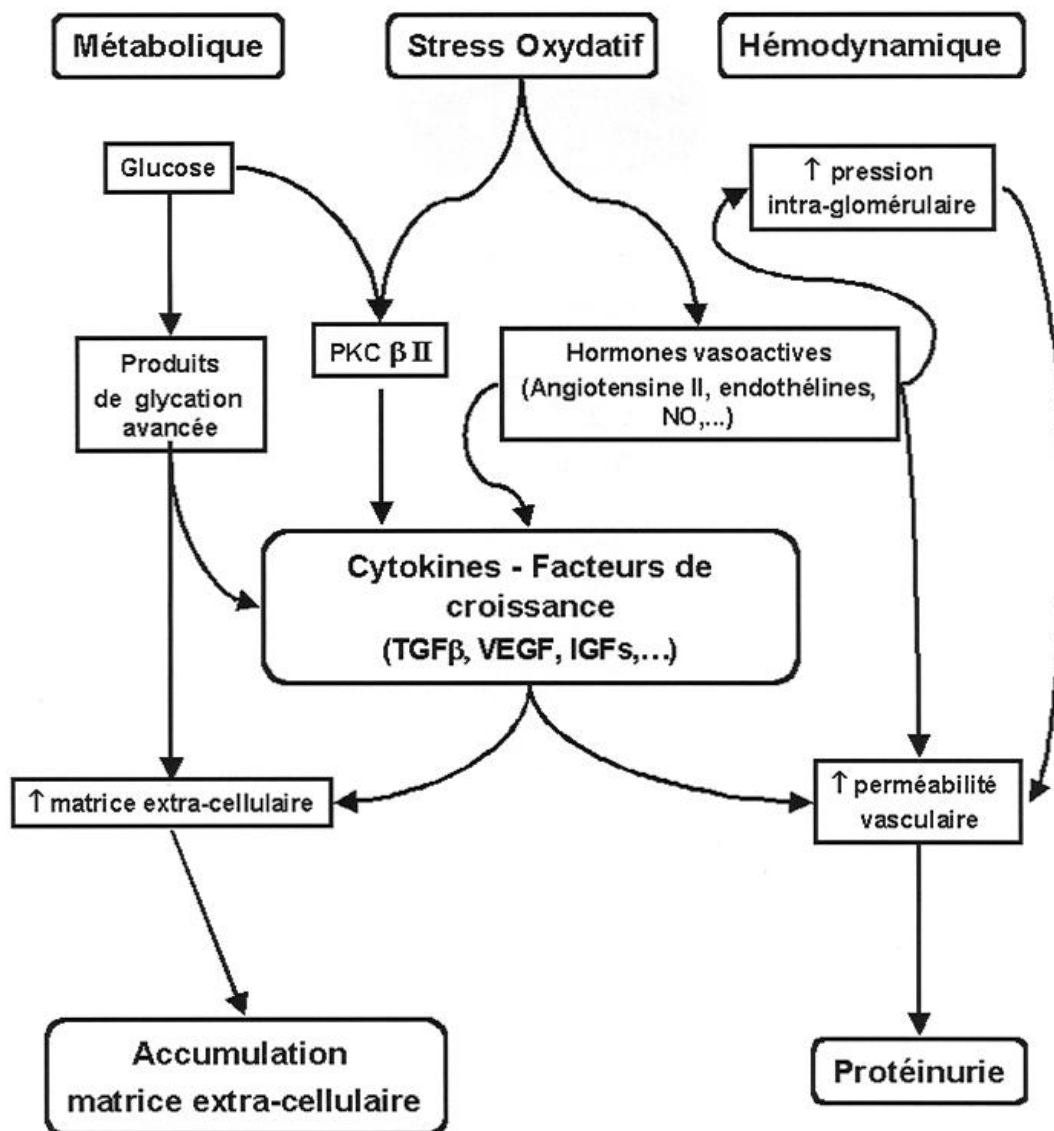 Métabolique
Stress Oxydatif
Hémodynamique
Glucose
↑ pression
intra-glomérulaire
Produits
de glycation
avancée
PKC β II
Hormones vasoactives
(Angiotensine II, endothélines,
NO,...)
Cytokines - Facteurs de
croissance
(TGFβ, VEGF, IGFs,...)
↑ matrice extra-cellulaire
↑ perméabilité
vasculaire
Accumulation
matrice extra-cellulaire
Protéinurie